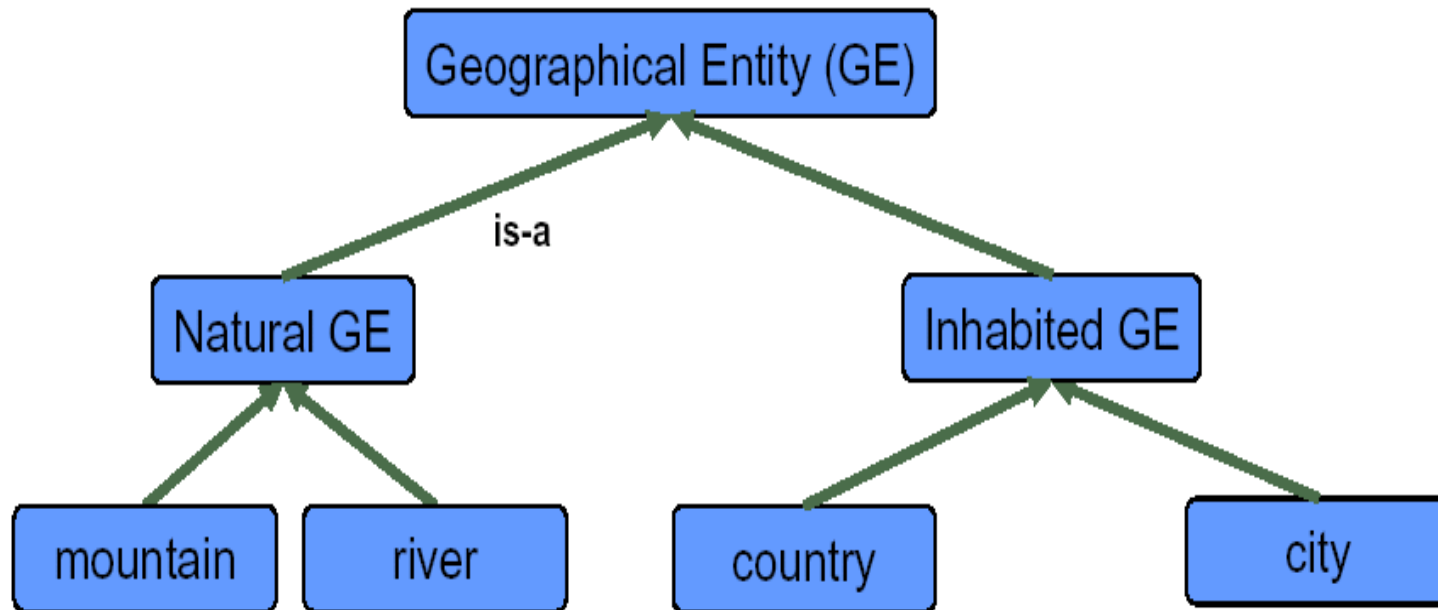 Geographical Entity (GE)
is-a
Natural GE
Inhabited GE
mountain
river
country
city